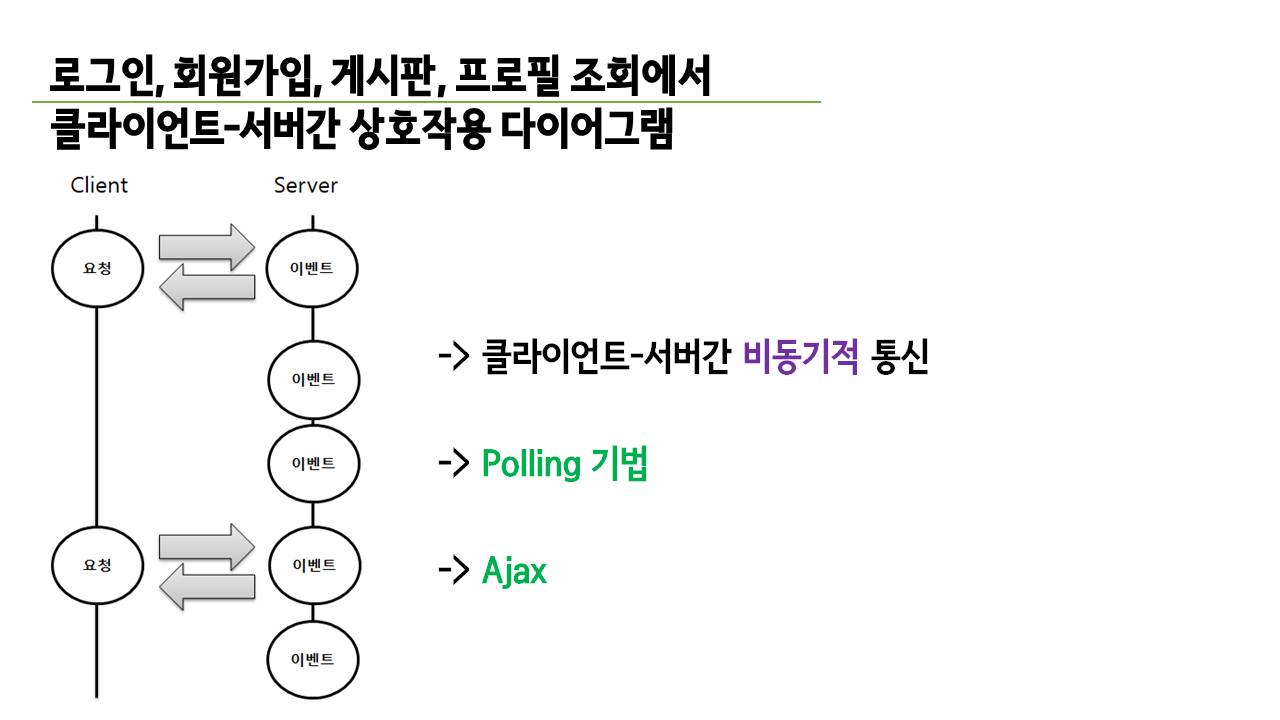 로그인, 회원가입, 게시판, 프로필 조회에서
클라이언트-서버간 상호작용 다이어그램
Client
Server
요청
이벤트
이벤트
이벤트
요청
이벤트
이벤트
-> 클라이언트-서버간 비동기적 통신
-> Polling 기법
-> Ajax